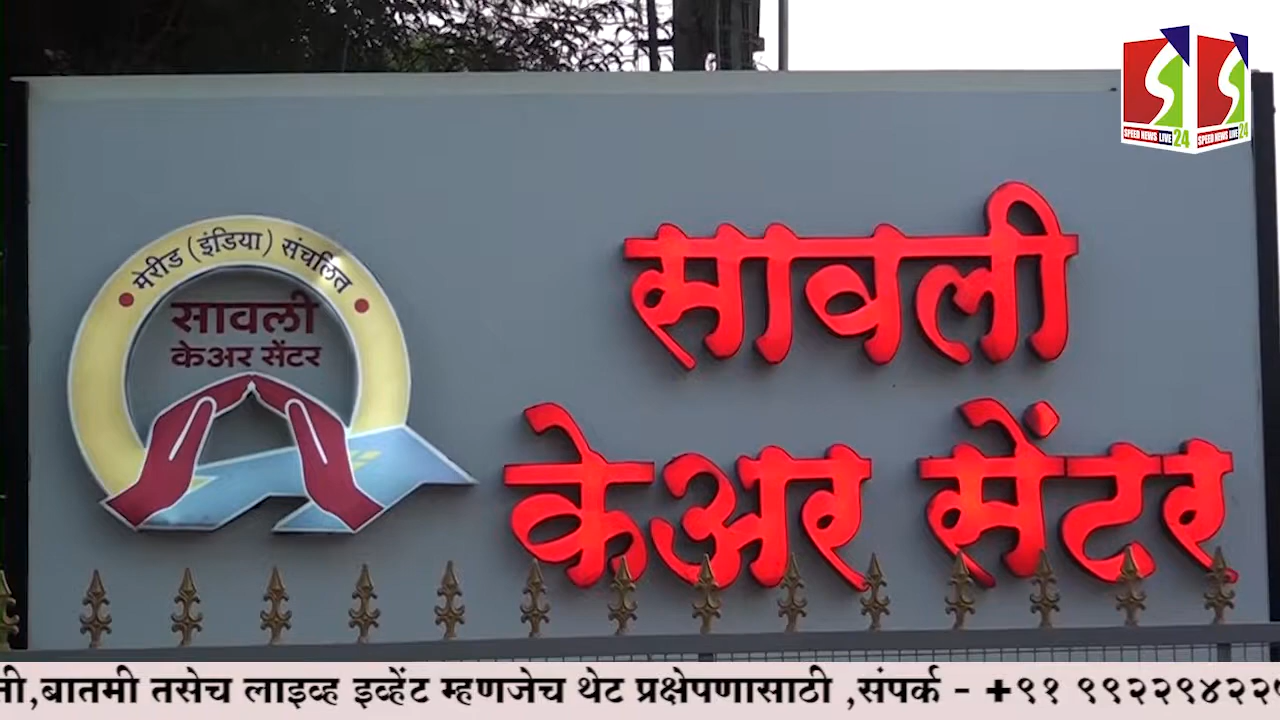 SPEED NEWS LIVE 24
SPEED NEWS LIVE 24
मेरीड (इंडिया) संचलित
सावली
केअर सेंटर
सावली
केअर सेंटर
,बातमी तसेच लाइव्ह इव्हेंट म्हणजेच थेट प्रक्षेपणासाठी ,संपर्क - +९१ ९९२२९४२२